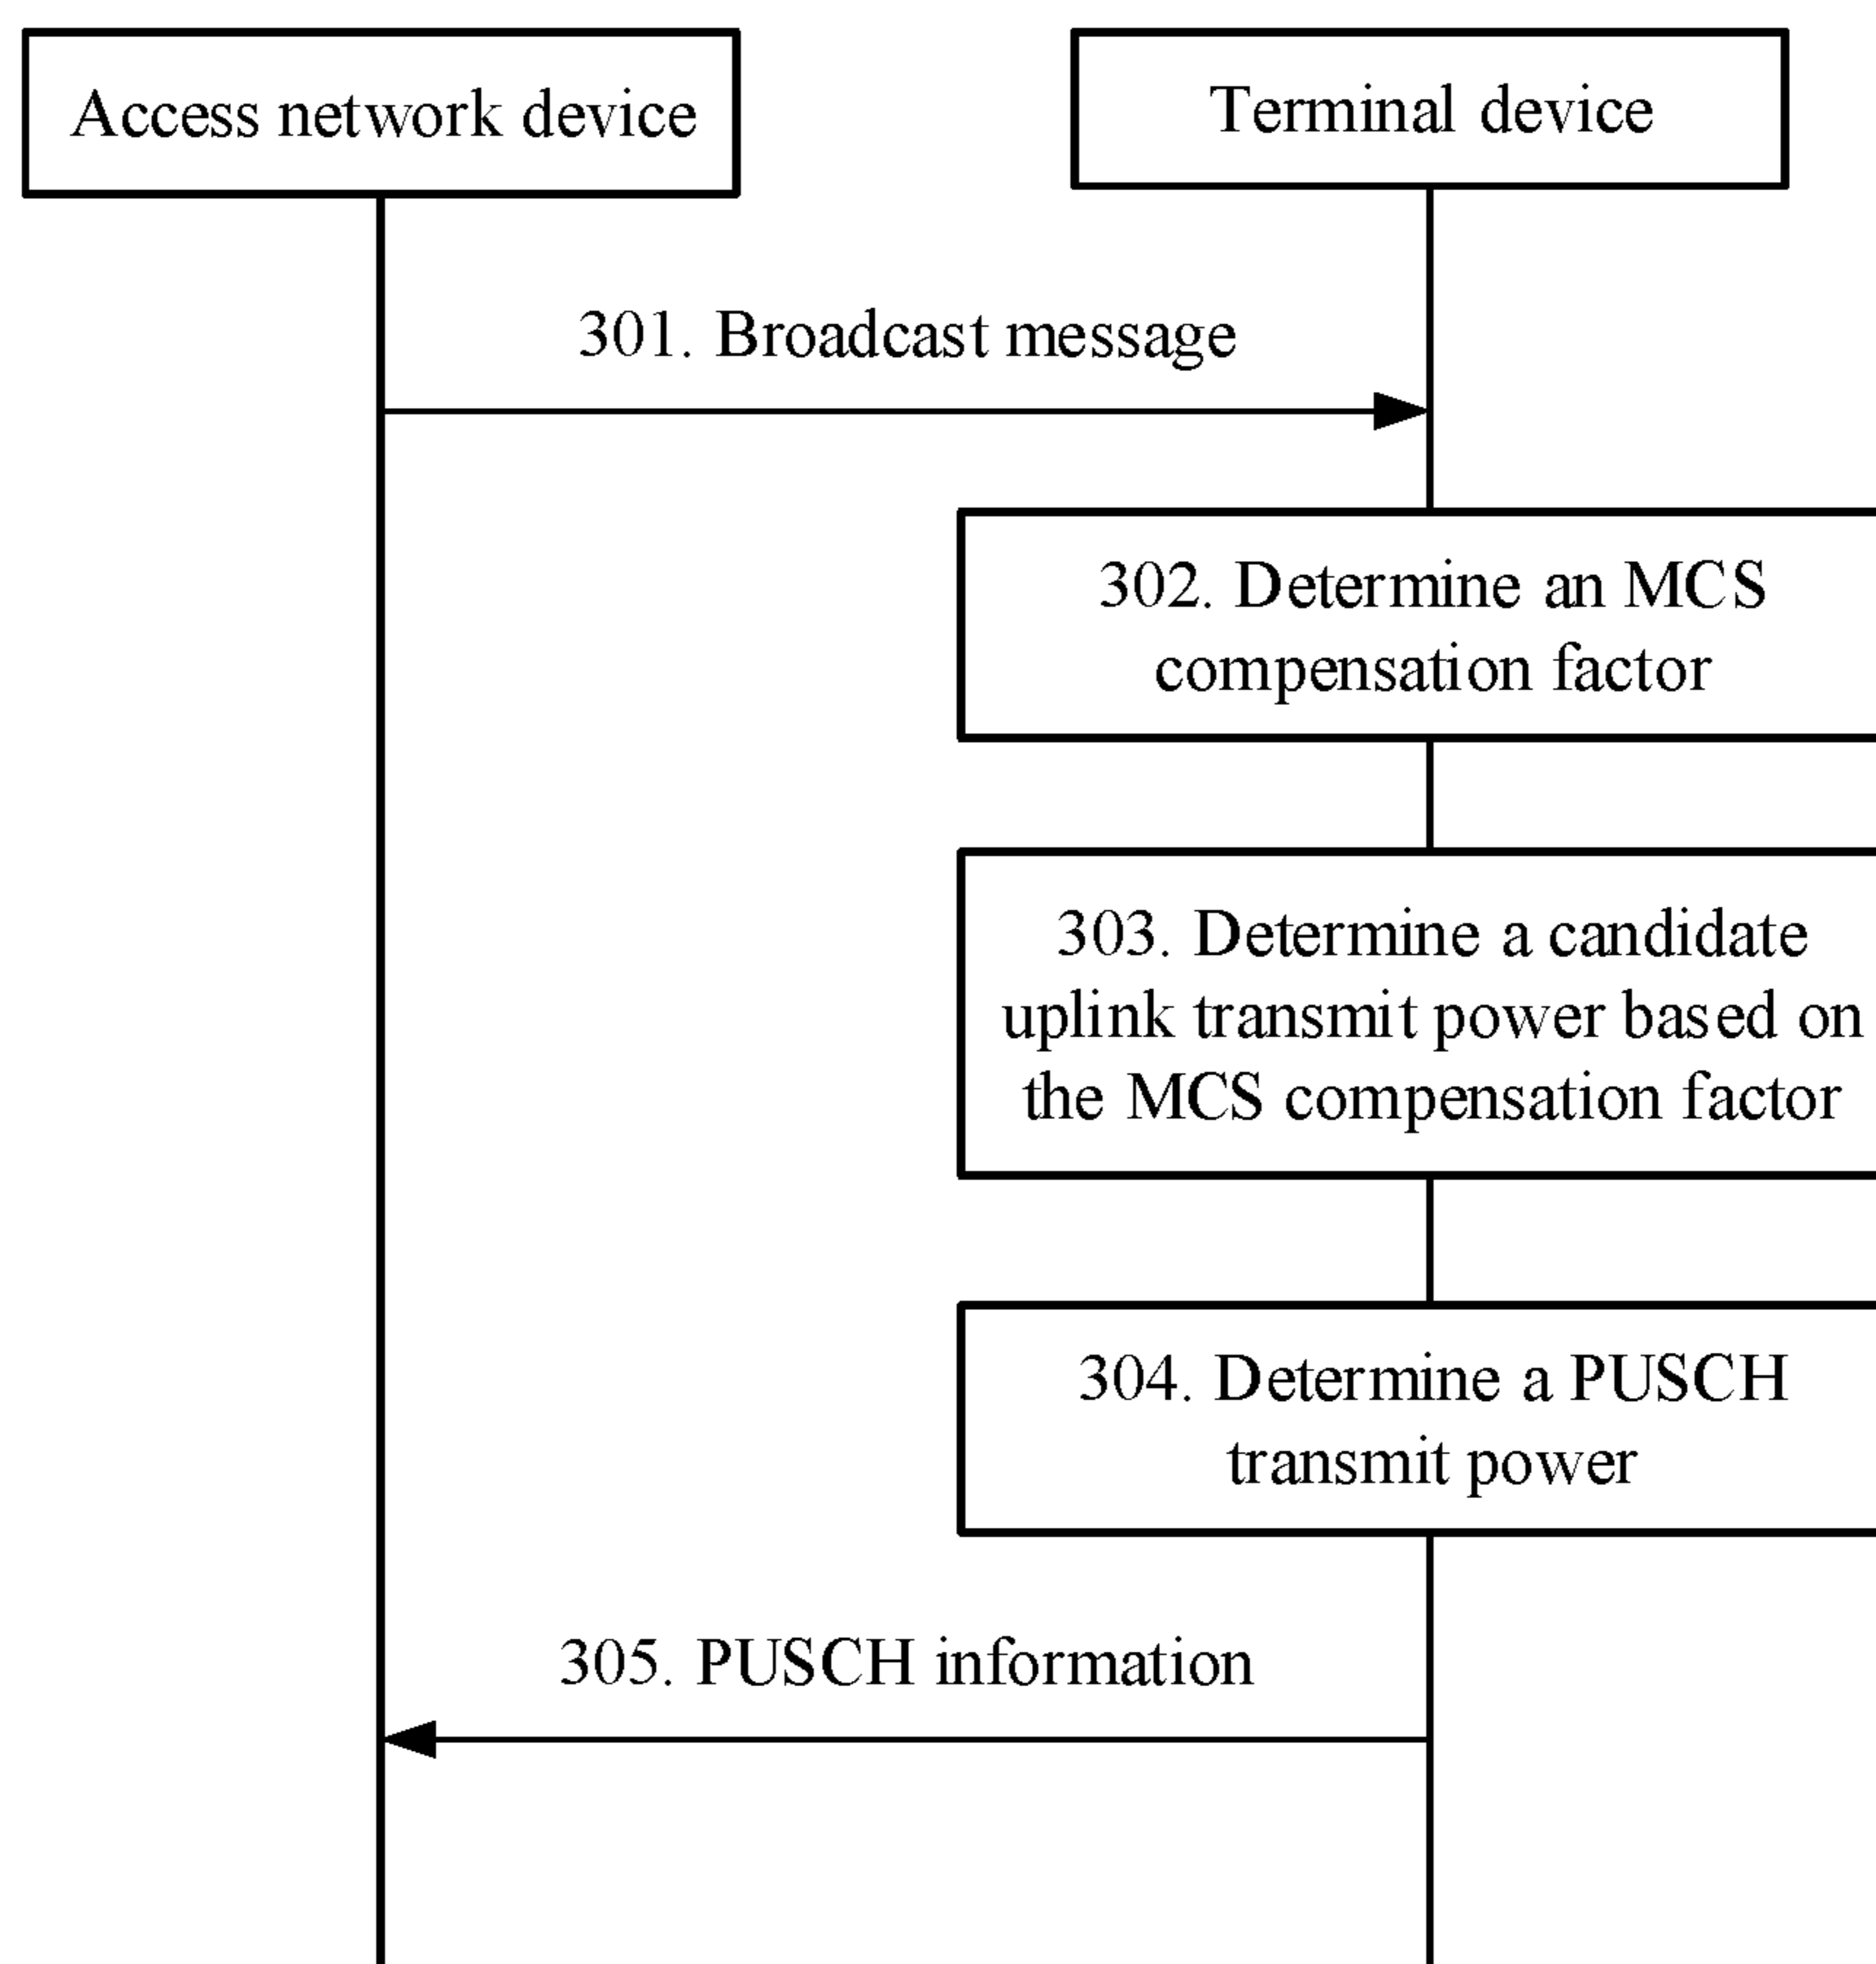 Access network device
Terminal device
301. Broadcast message
302. Determine an MCS
compensation factor
303. Determine a candidate
uplink transmit power based on
the MCS compensation factor
304. Determine a PUSCH
transmit power
305. PUSCH information